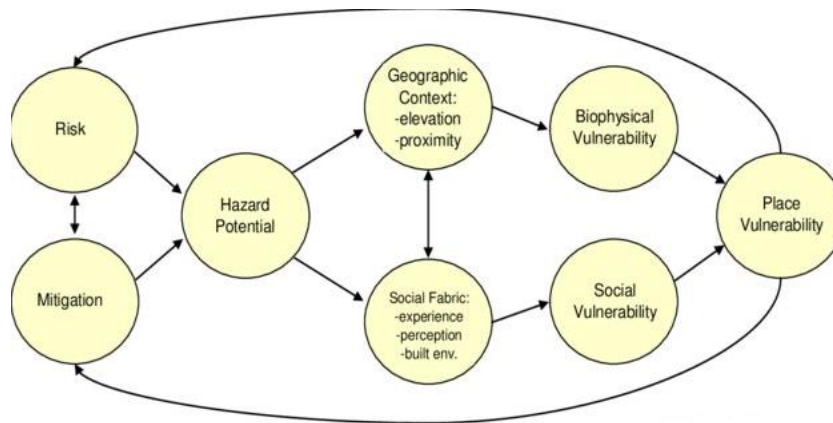 Risk
Mitigation
Hazard
Potential
Geographic
Context:
-elevation
-proximity
Social Fabric:
-experience
-perception
-built env.
Biophysical
Vulnerability
Social
Vulnerability
Place
Vulnerability